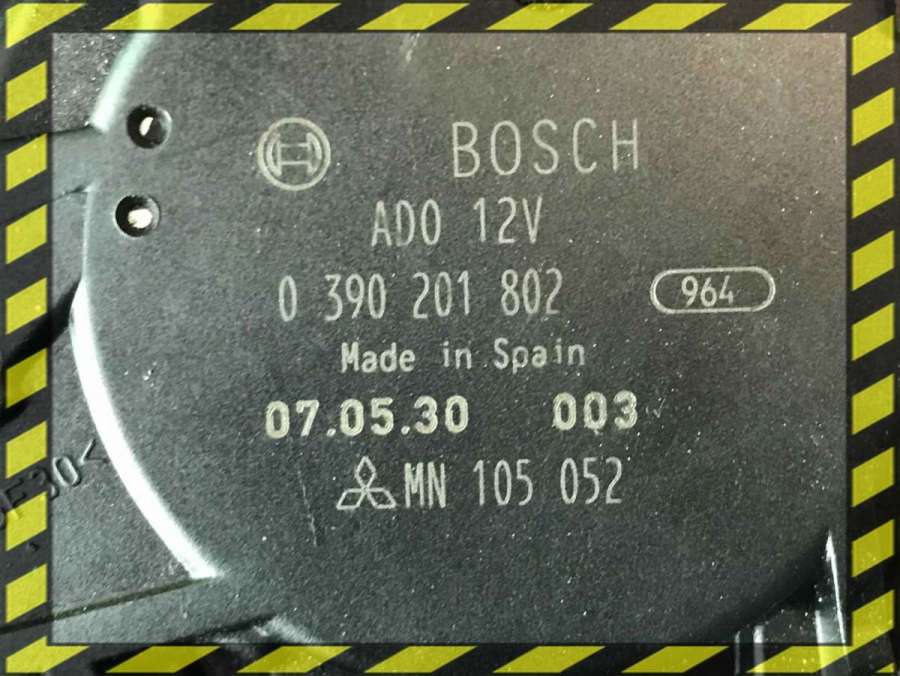 BOSCH
ADO 12V
0 390 201 802 964
Made in Spain
07.05.30 003
MN 105 052